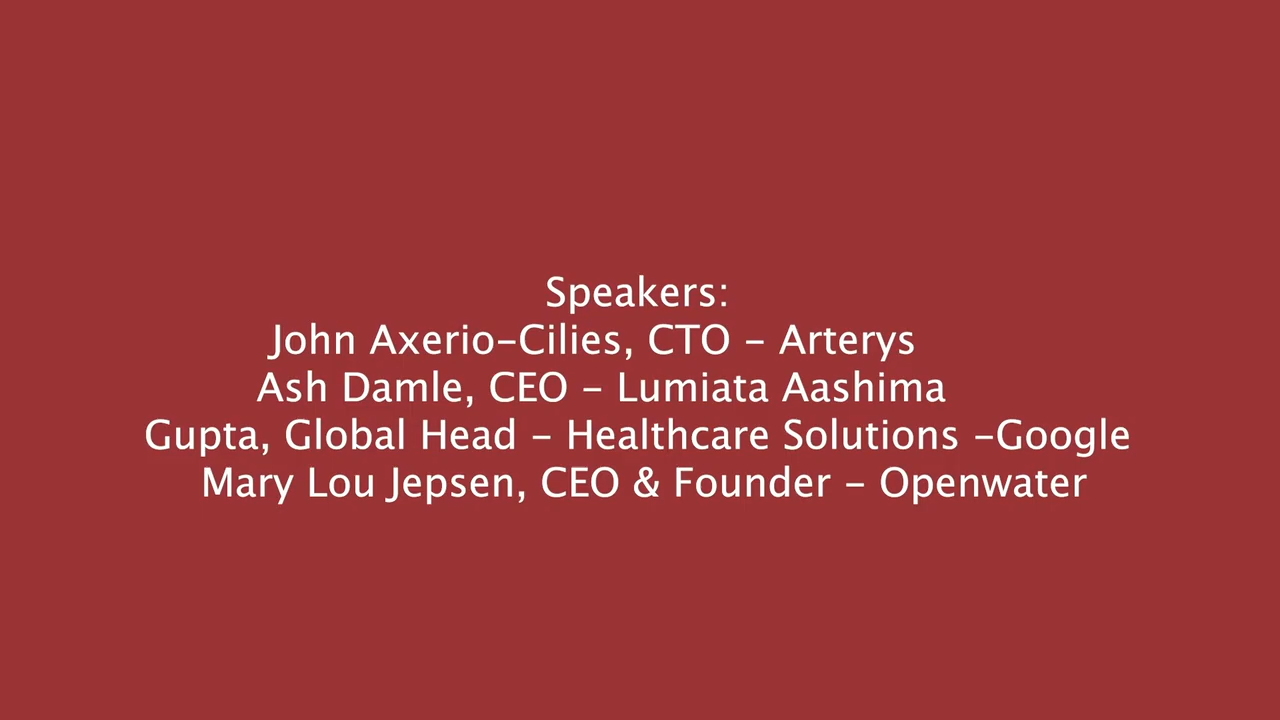 Speakers:
John Axerio-Cilies, CTO - Arterys
Ash Damle, CEO - Lumiata Aashima
Gupta, Global Head - Healthcare Solutions -Google
Mary Lou Jepsen, CEO & Founder - Openwater